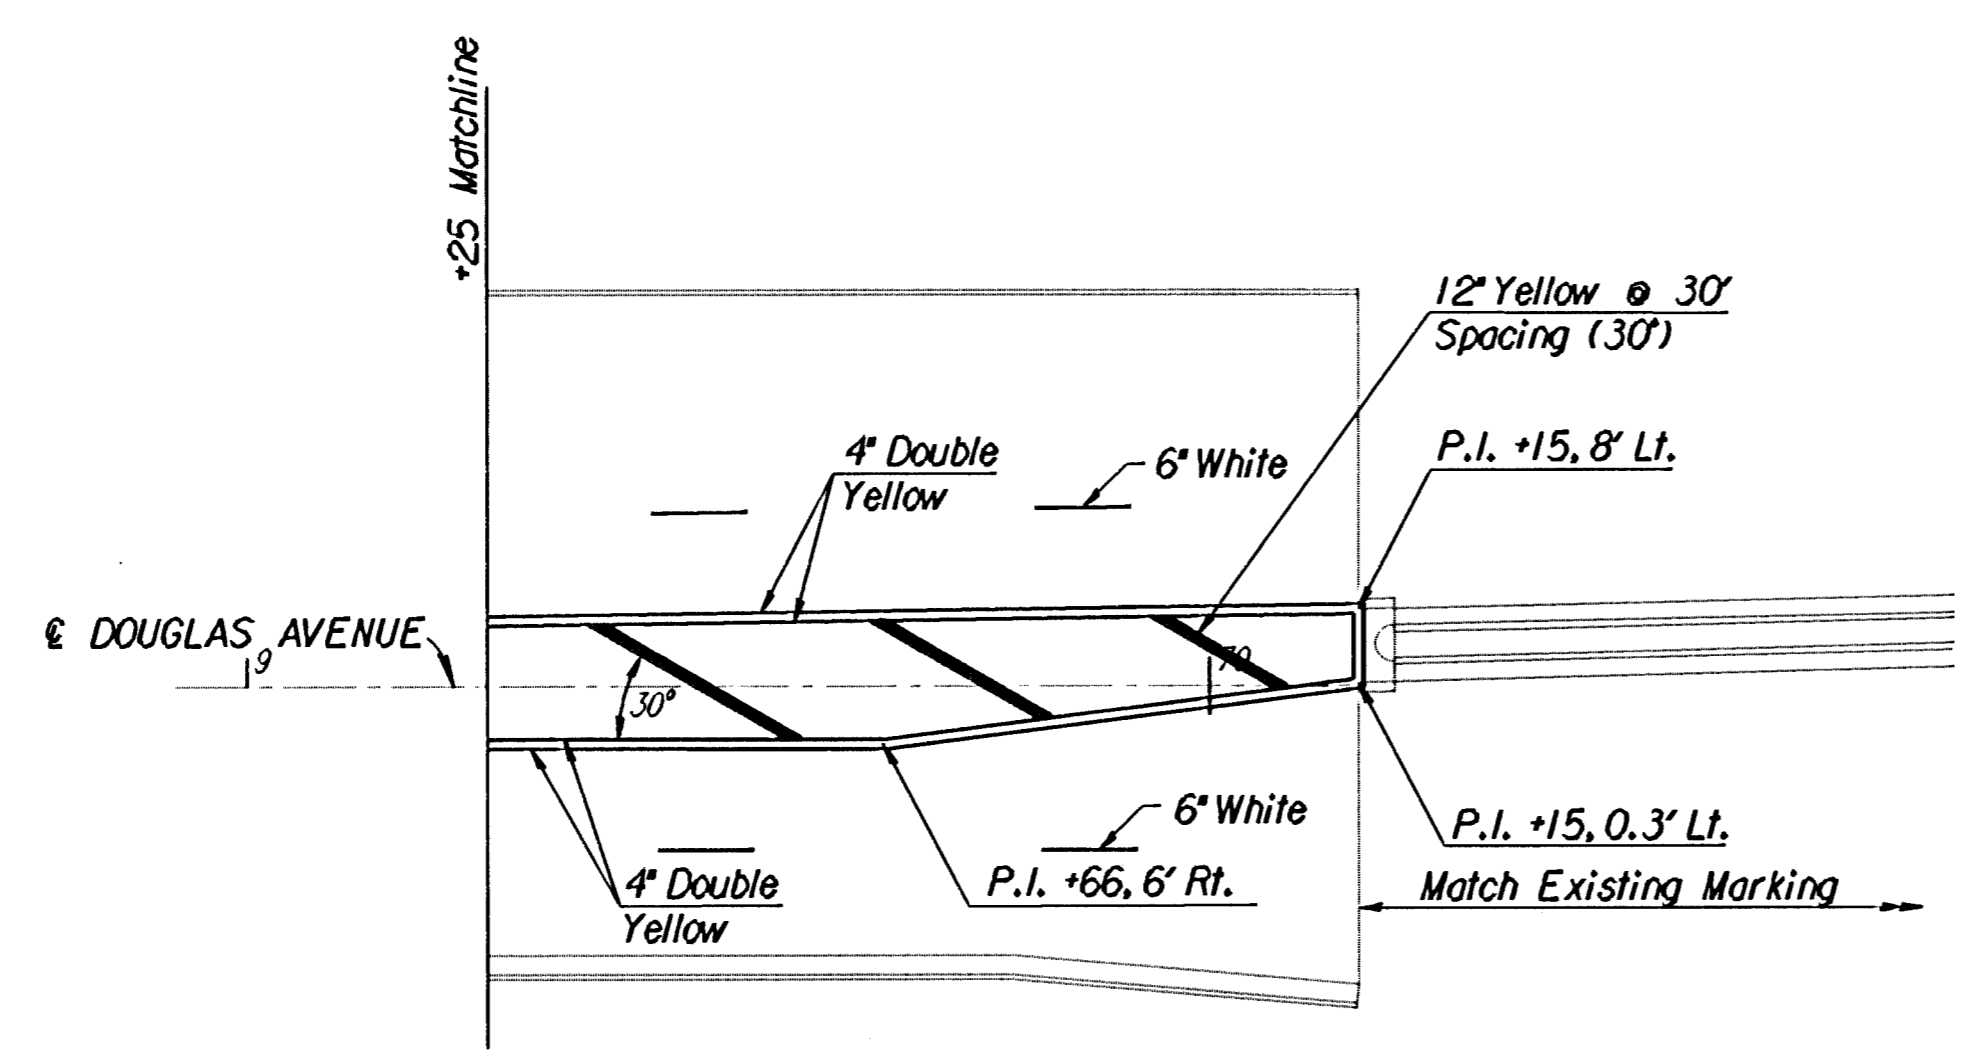 +25 Matchline
12" Yellow @ 30'
Spacing (30°)
P.I. +15, 8' Lt.
4" Double
Yellow
6" White
℄ DOUGLAS AVENUE
9
30°
6" White
P.I. +15, 0.3' Lt.
4" Double
Yellow
P.I. +66, 6' Rt.
Match Existing Marking